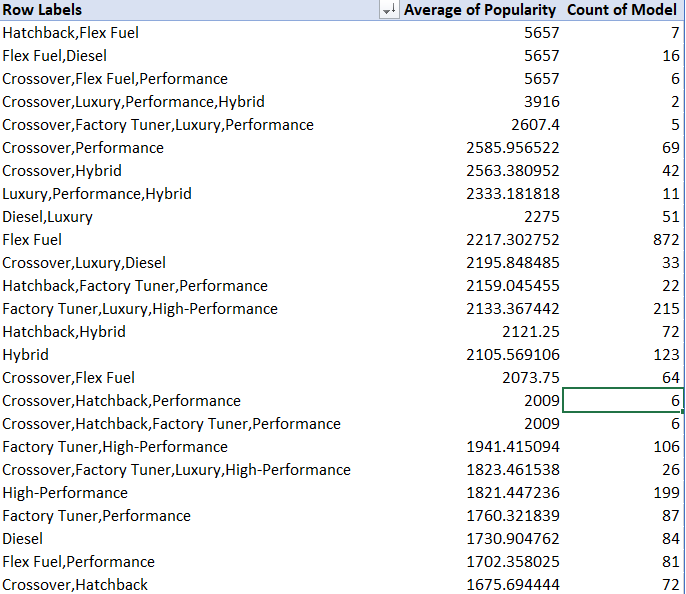 Row Labels Average of Popularity Count of Model
Hatchback,Flex Fuel 5657 7
Flex Fuel,Diesel 5657 16
Crossover,Flex Fuel,Performance 5657 6
Crossover,Luxury,Performance,Hybrid 3916 2
Crossover,Factory Tuner,Luxury,Performance 2607.4 5
Crossover,Performance 2585.956522 69
Crossover,Hybrid 2563.380952 42
Luxury,Performance,Hybrid 2333.181818 11
Diesel,Luxury 2275 51
Flex Fuel 2217.302752 872
Crossover,Luxury,Diesel 2195.848485 33
Hatchback,Factory Tuner,Performance 2159.045455 22
Factory Tuner,Luxury,High-Performance 2133.367442 215
Hatchback,Hybrid 2121.25 72
Hybrid 2105.569106 123
Crossover,Flex Fuel 2073.75 64
Crossover,Hatchback,Performance 2009 6
Crossover,Hatchback,Factory Tuner,Performance 2009 6
Factory Tuner,High-Performance 1941.415094 106
Crossover,Factory Tuner,Luxury,High-Performance 1823.461538 26
High-Performance 1821.447236 199
Factory Tuner,Performance 1760.321839 87
Diesel 1730.904762 84
Flex Fuel,Performance 1702.358025 81
Crossover,Hatchback 1675.694444 72